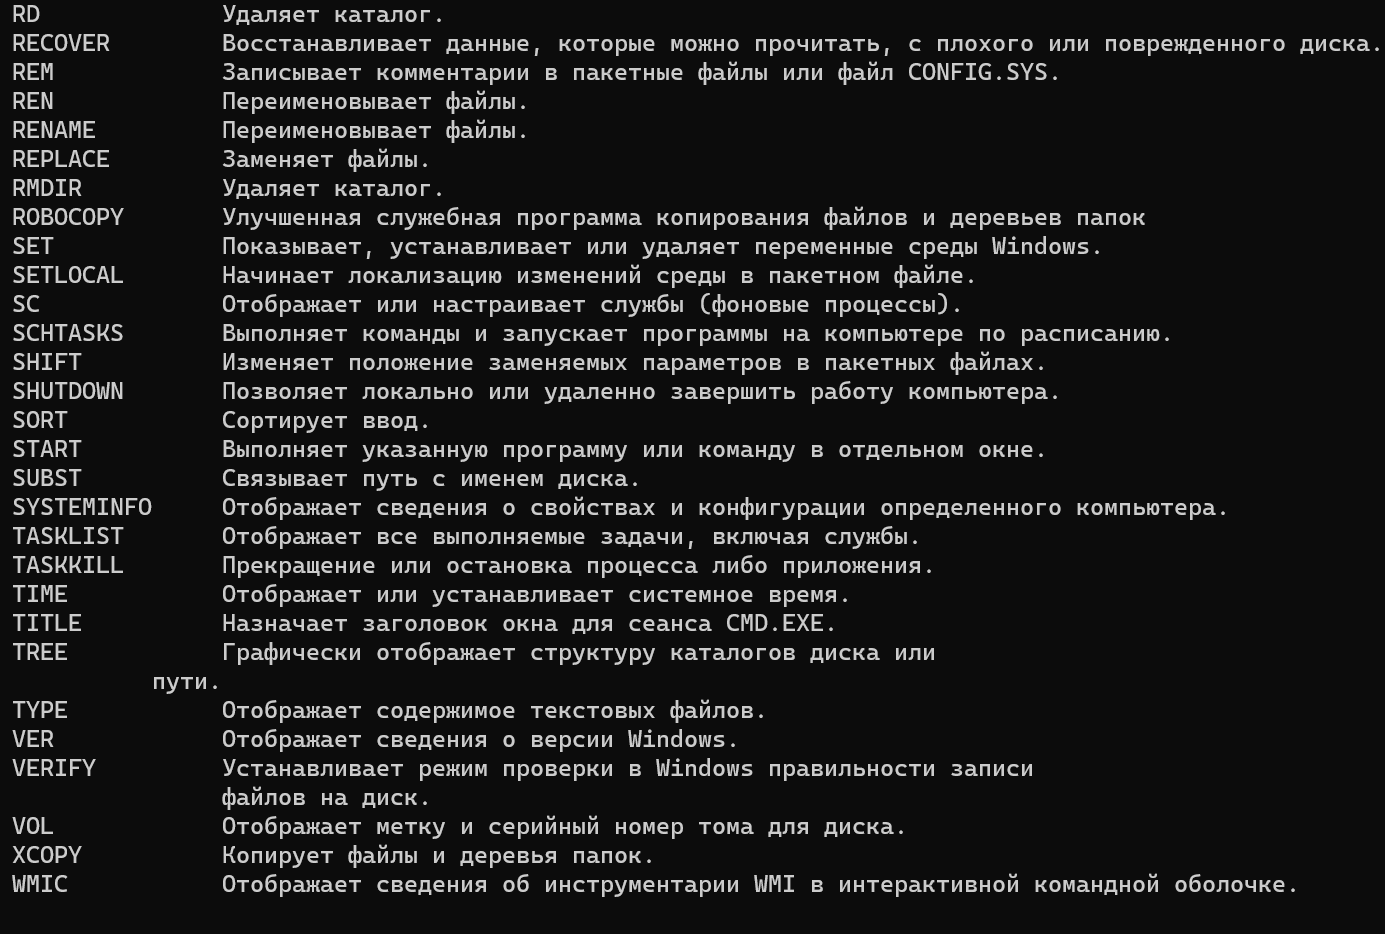 RD             Удаляет каталог.
RECOVER        Восстанавливает данные, которые можно прочитать, с плохого или поврежденного диска.
REM            Записывает комментарии в пакетные файлы или файл CONFIG.SYS.
REN            Переименовывает файлы.
RENAME         Переименовывает файлы.
REPLACE        Заменяет файлы.
RMDIR          Удаляет каталог.
ROBOCOPY       Улучшенная служебная программа копирования файлов и деревьев папок
SET            Показывает, устанавливает или удаляет переменные среды Windows.
SETLOCAL       Начинает локализацию изменений среды в пакетном файле.
SC             Отображает или настраивает службы (фоновые процессы).
SCHTASKS       Выполняет команды и запускает программы на компьютере по расписанию.
SHIFT          Изменяет положение заменяемых параметров в пакетных файлах.
SHUTDOWN       Позволяет локально или удаленно завершить работу компьютера.
SORT           Сортирует ввод.
START          Выполняет указанную программу или команду в отдельном окне.
SUBST          Связывает путь с именем диска.
SYSTEMINFO     Отображает сведения о свойствах и конфигурации определенного компьютера.
TASKLIST       Отображает все выполняемые задачи, включая службы.
TASKKILL       Прекращение или остановка процесса либо приложения.
TIME           Отображает или устанавливает системное время.
TITLE          Назначает заголовок окна для сеанса CMD.EXE.
TREE           Графически отображает структуру каталогов диска или
          пути.
TYPE           Отображает содержимое текстовых файлов.
VER            Отображает сведения о версии Windows.
VERIFY         Устанавливает режим проверки в Windows правильности записи
               файлов на диск.
VOL            Отображает метку и серийный номер тома для диска.
XCOPY          Копирует файлы и деревья папок.
WMIC           Отображает сведения об инструментарии WMI в интерактивной командной оболочке.